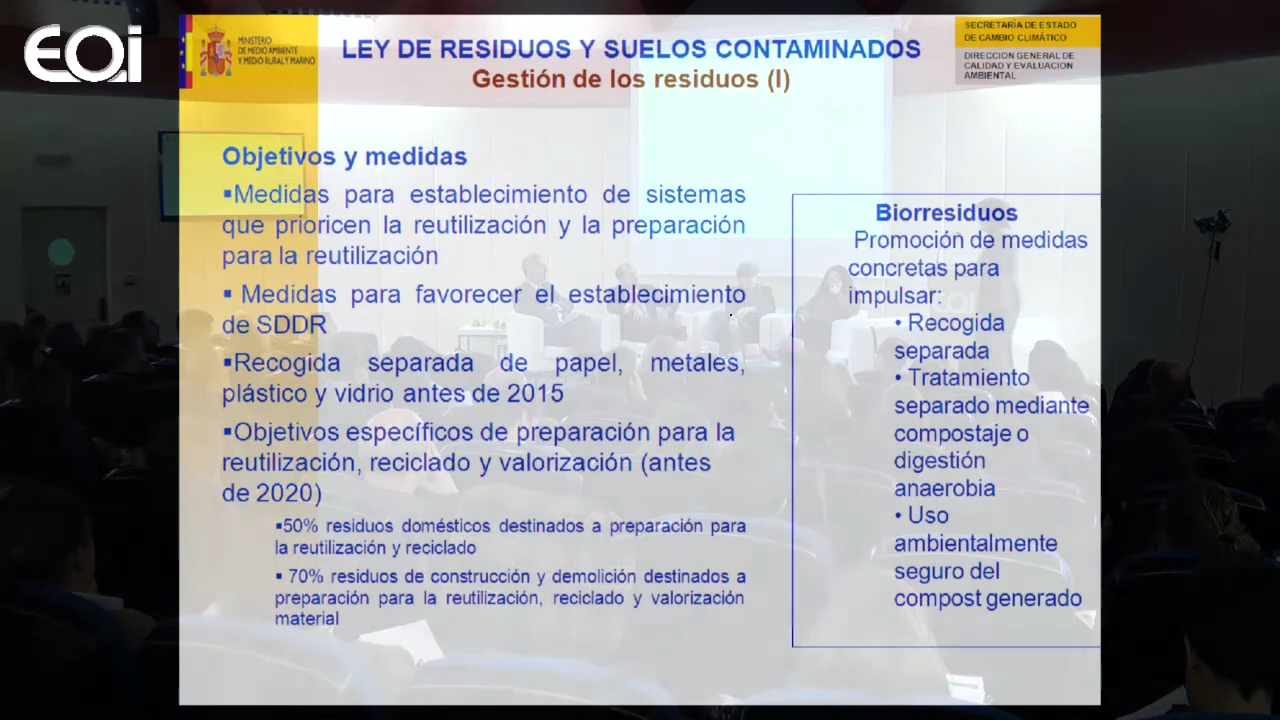 EOi
MINISTERIO
DE MEDIO AMBIENTE
Y MEDIO RURAL Y MARINO
LEY DE RESIDUOS Y SUELOS CONTAMINADOS
Gestión de los residuos (I)
SECRETARÍA DE ESTADO
DE CAMBIO CLIMÁTICO
DIRECCION GENERAL DE
CALIDAD Y EVALUACION
AMBIENTAL
Objetivos y medidas
▪Medidas para establecimiento de sistemas
que prioricen la reutilización y la preparación
para la reutilización
▪ Medidas para favorecer el establecimiento
de SDDR
▪Recogida separada de papel, metales,
plástico y vidrio antes de 2015
▪Objetivos específicos de preparación para la
reutilización, reciclado y valorización (antes
de 2020)
▪50% residuos domésticos destinados a preparación para
la reutilización y reciclado
▪ 70% residuos de construcción y demolición destinados a
preparación para la reutilización, reciclado y valorización
material
Biorresiduos
Promoción de medidas
concretas para
impulsar:
• Recogida
separada
• Tratamiento
separado mediante
compostaje o
digestión
anaerobia
• Uso
ambientalmente
seguro del
compost generado